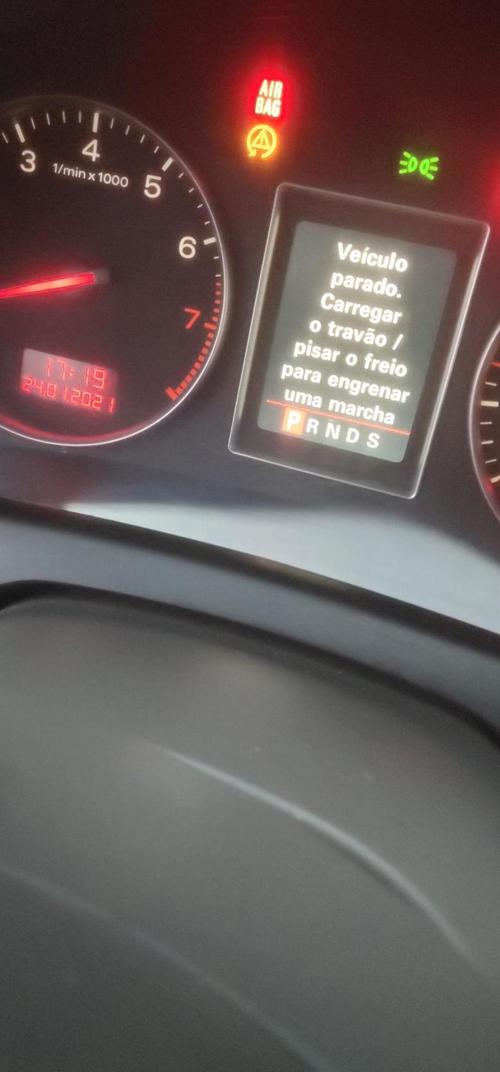 AIR
BAG
3
4
5
6
7
1/min x 1000
17:19
24.01.2021
Veículo
parado.
Carregar
o travão /
pisar o freio
para engrenar
uma marcha
P R N D S